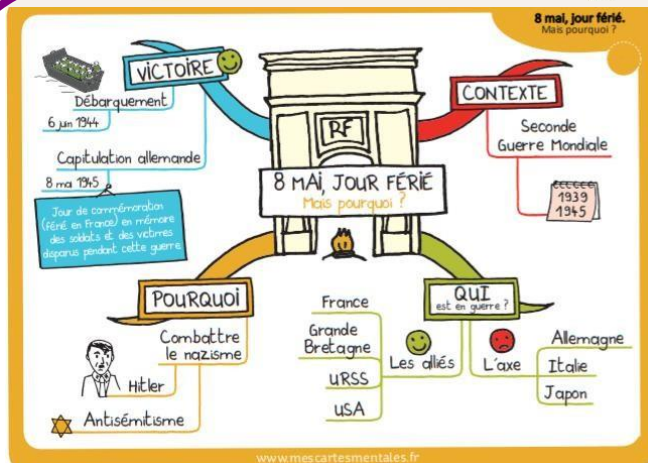 8 mai, jour férié.
Mais pourquoi ?
VICTOIRE
Débarquement
6 juin 1944
Capitulation allemande
8 mai 1945
Jour de commémoration
(férié en France) en mémoire
des soldats et des victimes
disparus pendant cette guerre
RF
8 MAI, JOUR FÉRIÉ
Mais pourquoi ?
CONTEXTE
Seconde
Guerre Mondiale
1939
1945
POURQUOI
Combattre
le nazisme
Hitler
Antisémitisme
QUI
est en guerre ?
Les alliés
France
Grande
Bretagne
URSS
USA
L'axe
Allemagne
Italie
Japon
www.mescartesmentales.fr